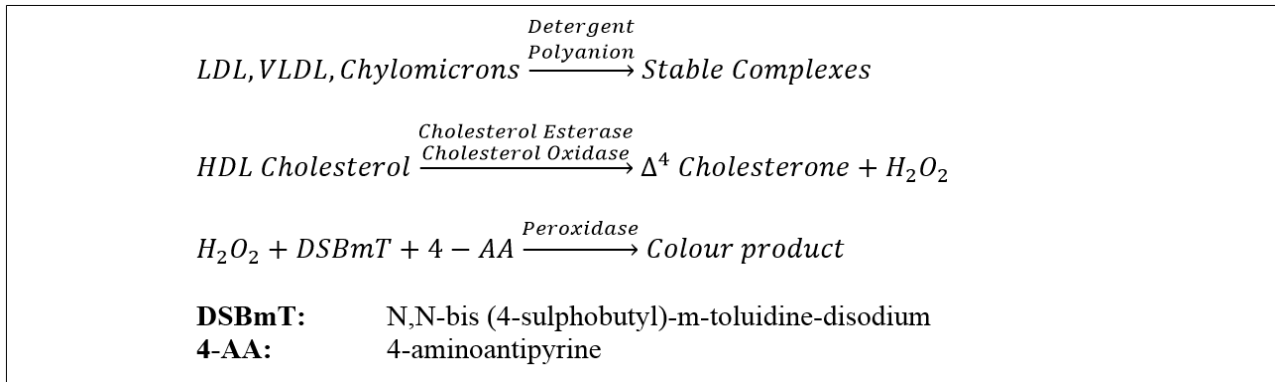 Detergent
Polyanion
LDL, VLDL, Chylomicrons ⟶ Stable Complexes
Cholesterol Esterase
Cholesterol Oxidase
HDL Cholesterol ⟶ Δ⁴ Cholesterone + H₂O₂
Peroxidase
H₂O₂ + DSBmT + 4 − AA ⟶ Colour product
DSBmT: N,N-bis (4-sulphobutyl)-m-toluidine-disodium
4-AA: 4-aminoantipyrine